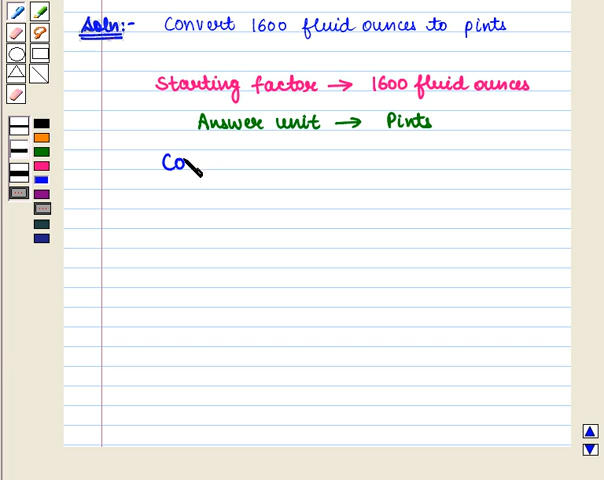 Soln:- Convert 1600 fluid ounces to pints
Starting factor → 1600 fluid ounces
Answer unit → Pints
Co